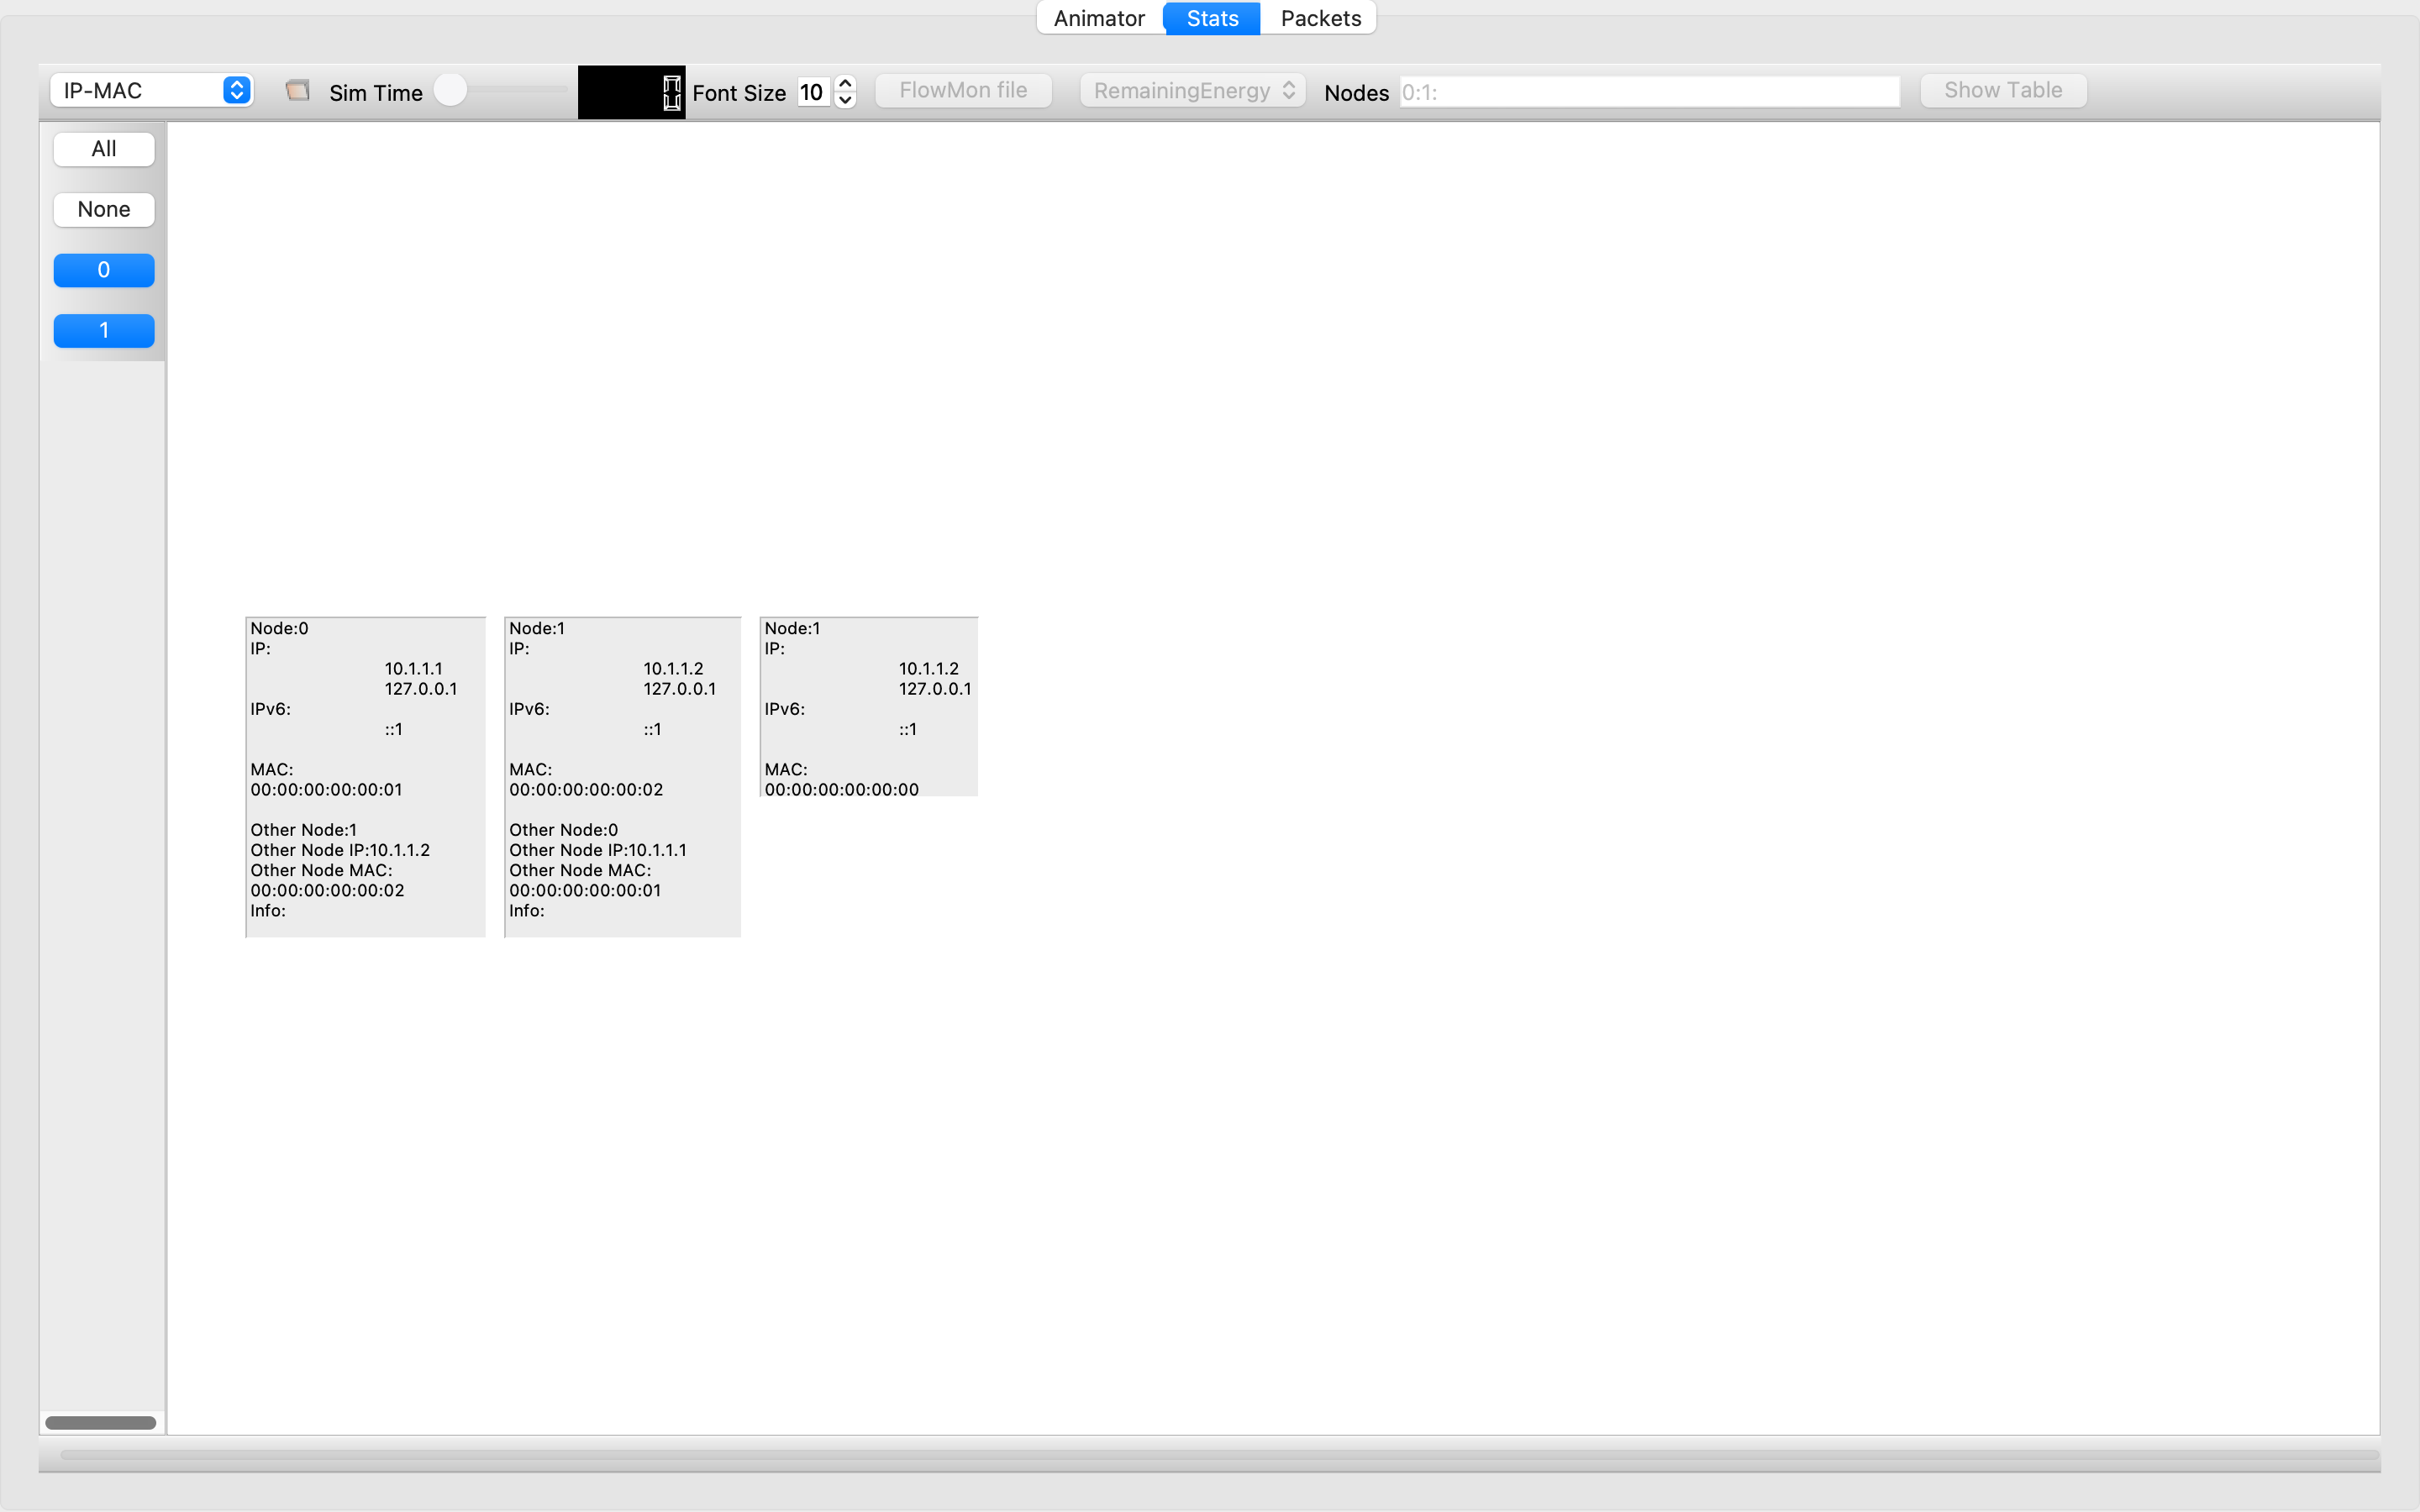 Animator Stats Packets
IP-MAC Sim Time 0 Font Size 10 FlowMon file RemainingEnergy Nodes 0:1: Show Table
All
None
0
1
Node:0
IP:
10.1.1.1
127.0.0.1
IPv6:
::1
MAC:
00:00:00:00:00:01
Other Node:1
Other Node IP:10.1.1.2
Other Node MAC:
00:00:00:00:00:02
Info:
Node:1
IP:
10.1.1.2
127.0.0.1
IPv6:
::1
MAC:
00:00:00:00:00:02
Other Node:0
Other Node IP:10.1.1.1
Other Node MAC:
00:00:00:00:00:01
Info:
Node:1
IP:
10.1.1.2
127.0.0.1
IPv6:
::1
MAC:
00:00:00:00:00:00